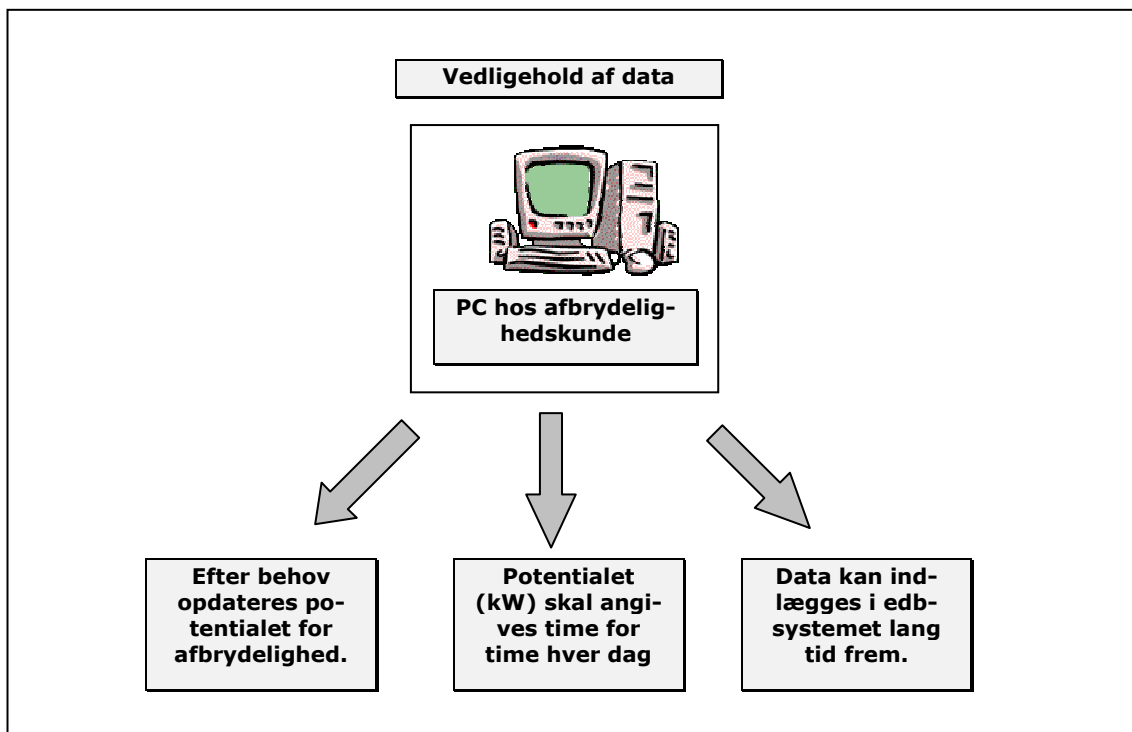 Vedligehold af data
PC hos afbrydelig-
hedskunde
Efter behov
opdateres po-
tentialet for
afbrydelighed.
Potentialet
(kW) skal angi-
ves time for
time hver dag
Data kan ind-
lægges i edb-
systemet lang
tid frem.